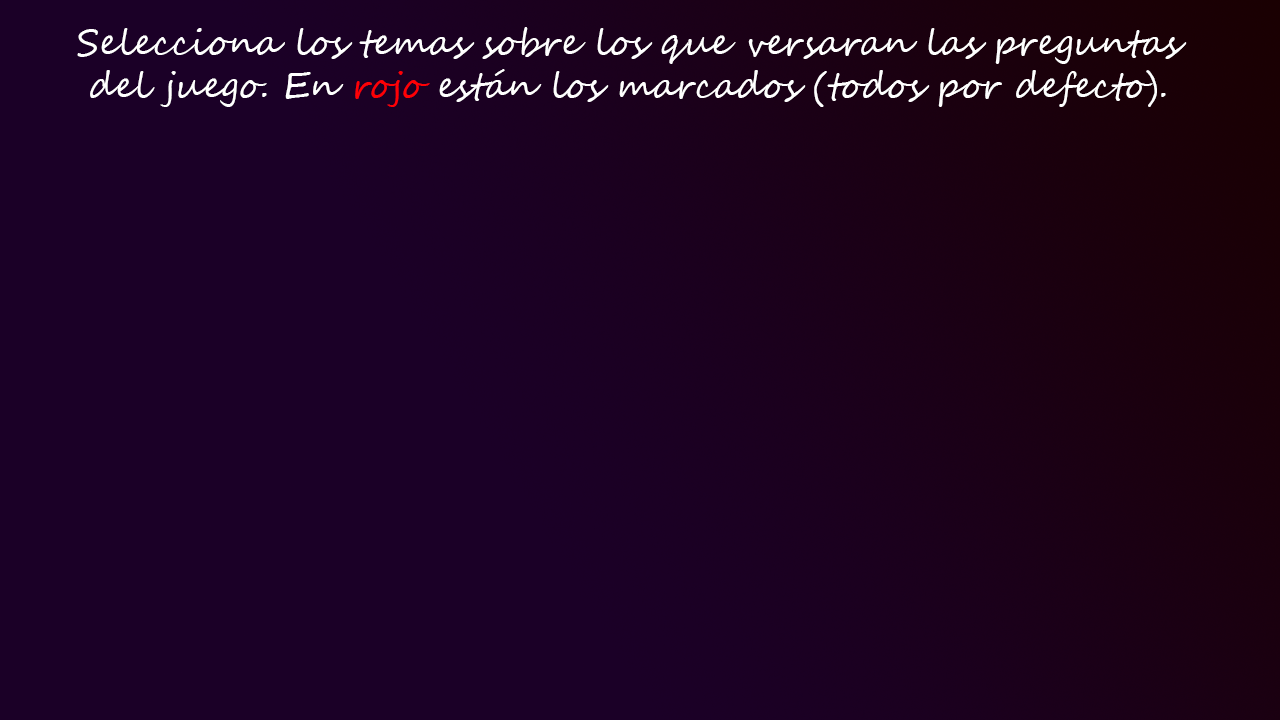 Selecciona los temas sobre los que versaran las preguntas
del juego. En rojo están los marcados (todos por defecto).